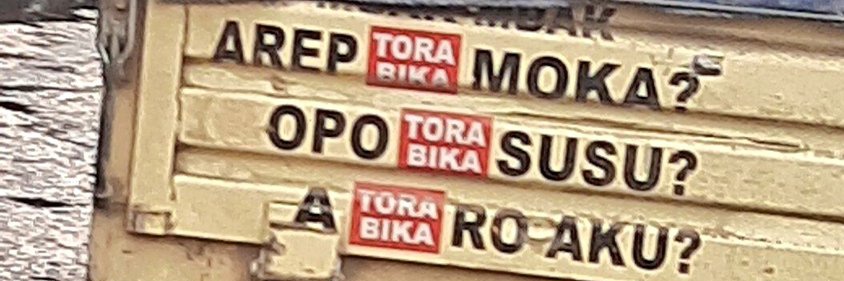 AREP TORA BIKA MOKA?
OPO TORA BIKA SUSU?
A TORA BIKA RO AKU?